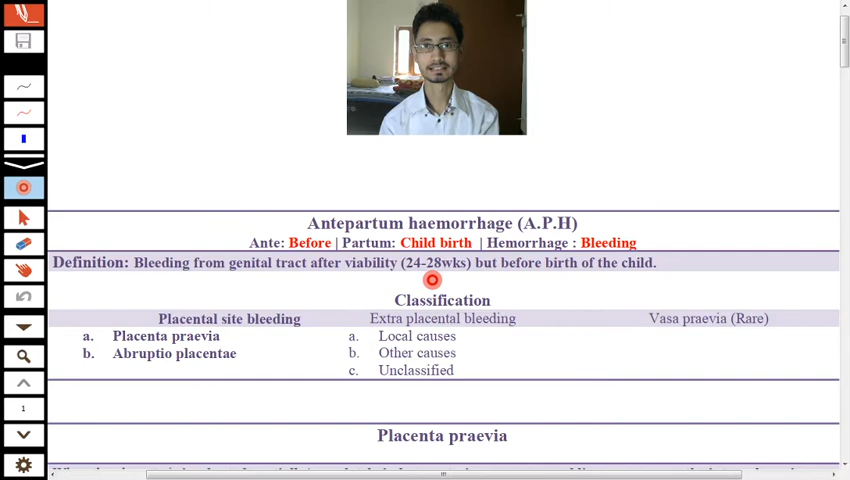 Antepartum haemorrhage (A.P.H)
Ante: Before | Partum: Child birth | Hemorrhage : Bleeding
Definition: Bleeding from genital tract after viability (24-28wks) but before birth of the child.
Classification
Placental site bleeding Extra placental bleeding Vasa praevia (Rare)
a. Placenta praevia a. Local causes
b. Abruptio placentae b. Other causes
c. Unclassified
1
Placenta praevia